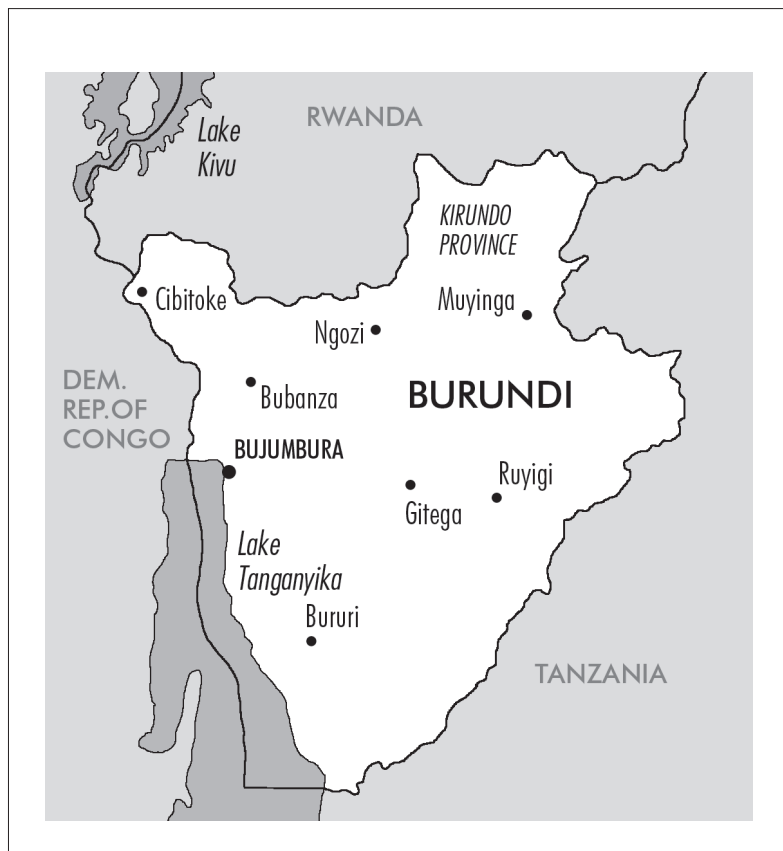 RWANDA
Lake
Kivu
KIRUNDO
PROVINCE
Cibitoke
Muyinga
Ngozi
DEM.
REP.OF
CONGO
Bubanza
BURUNDI
BUJUMBURA
Ruyigi
Gitega
Lake
Tanganyika
Bururi
TANZANIA